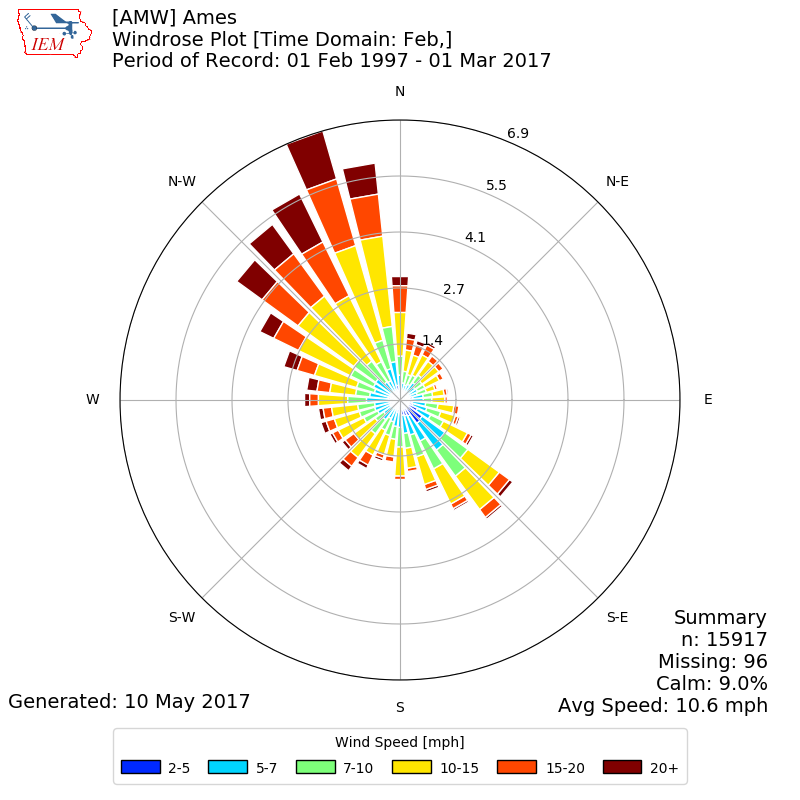 IEM
[AMW] Ames
Windrose Plot [Time Domain: Feb,]
Period of Record: 01 Feb 1997 - 01 Mar 2017
N
6.9
N-W
N-E
5.5
4.1
2.7
1.4
W
E
S-W
S-E
Summary
n: 15917
Missing: 96
Calm: 9.0%
Generated: 10 May 2017
S
Avg Speed: 10.6 mph
Wind Speed [mph]
2-5 5-7 7-10 10-15 15-20 20+